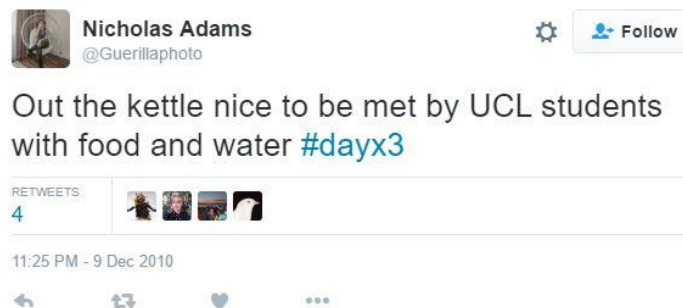 Nicholas Adams
@Guerillaphoto
Follow
Out the kettle nice to be met by UCL students
with food and water #dayx3
RETWEETS
4
11:25 PM - 9 Dec 2010